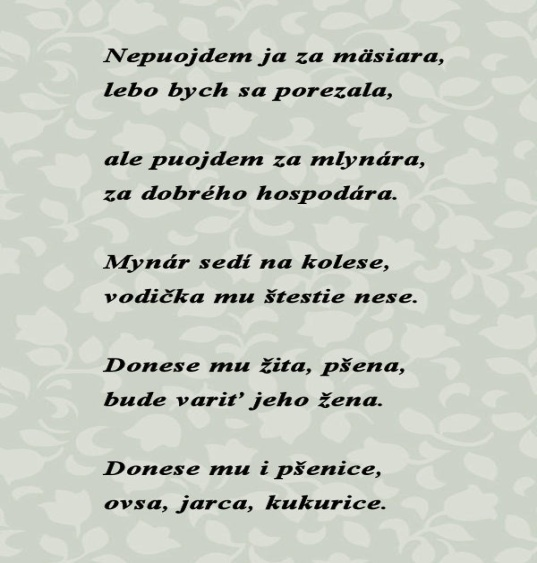 Nepuojdem ja za mäsiara,
lebo bych sa porezala,
ale puojdem za mlynára,
za dobrého hospodára.
Mynár sedí na kolese,
vodička mu štestie nese.
Donese mu žita, pšena,
bude variť jeho žena.
Donese mu i pšenice,
ovsa, jarca, kukurice.